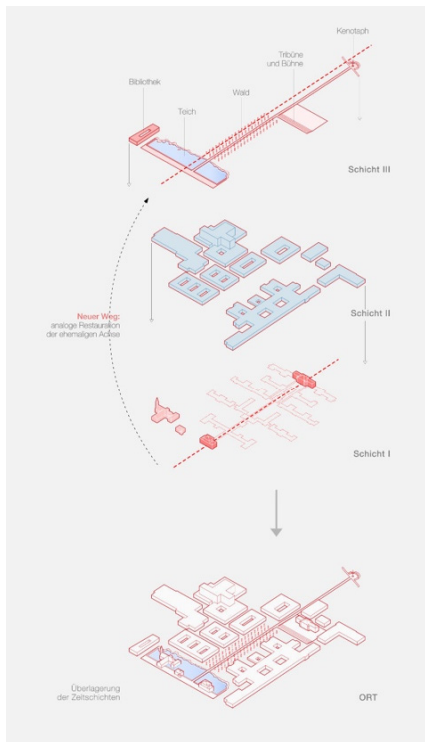 Kenotaph
Tribüne
und Bühne
Bibliothek
Wald
Teich
Schicht III
Neuer Weg:
analoge Restauration
der ehemaligen Achse
Schicht II
Schicht I
Überlagerung
der Zeitschichten
ORT